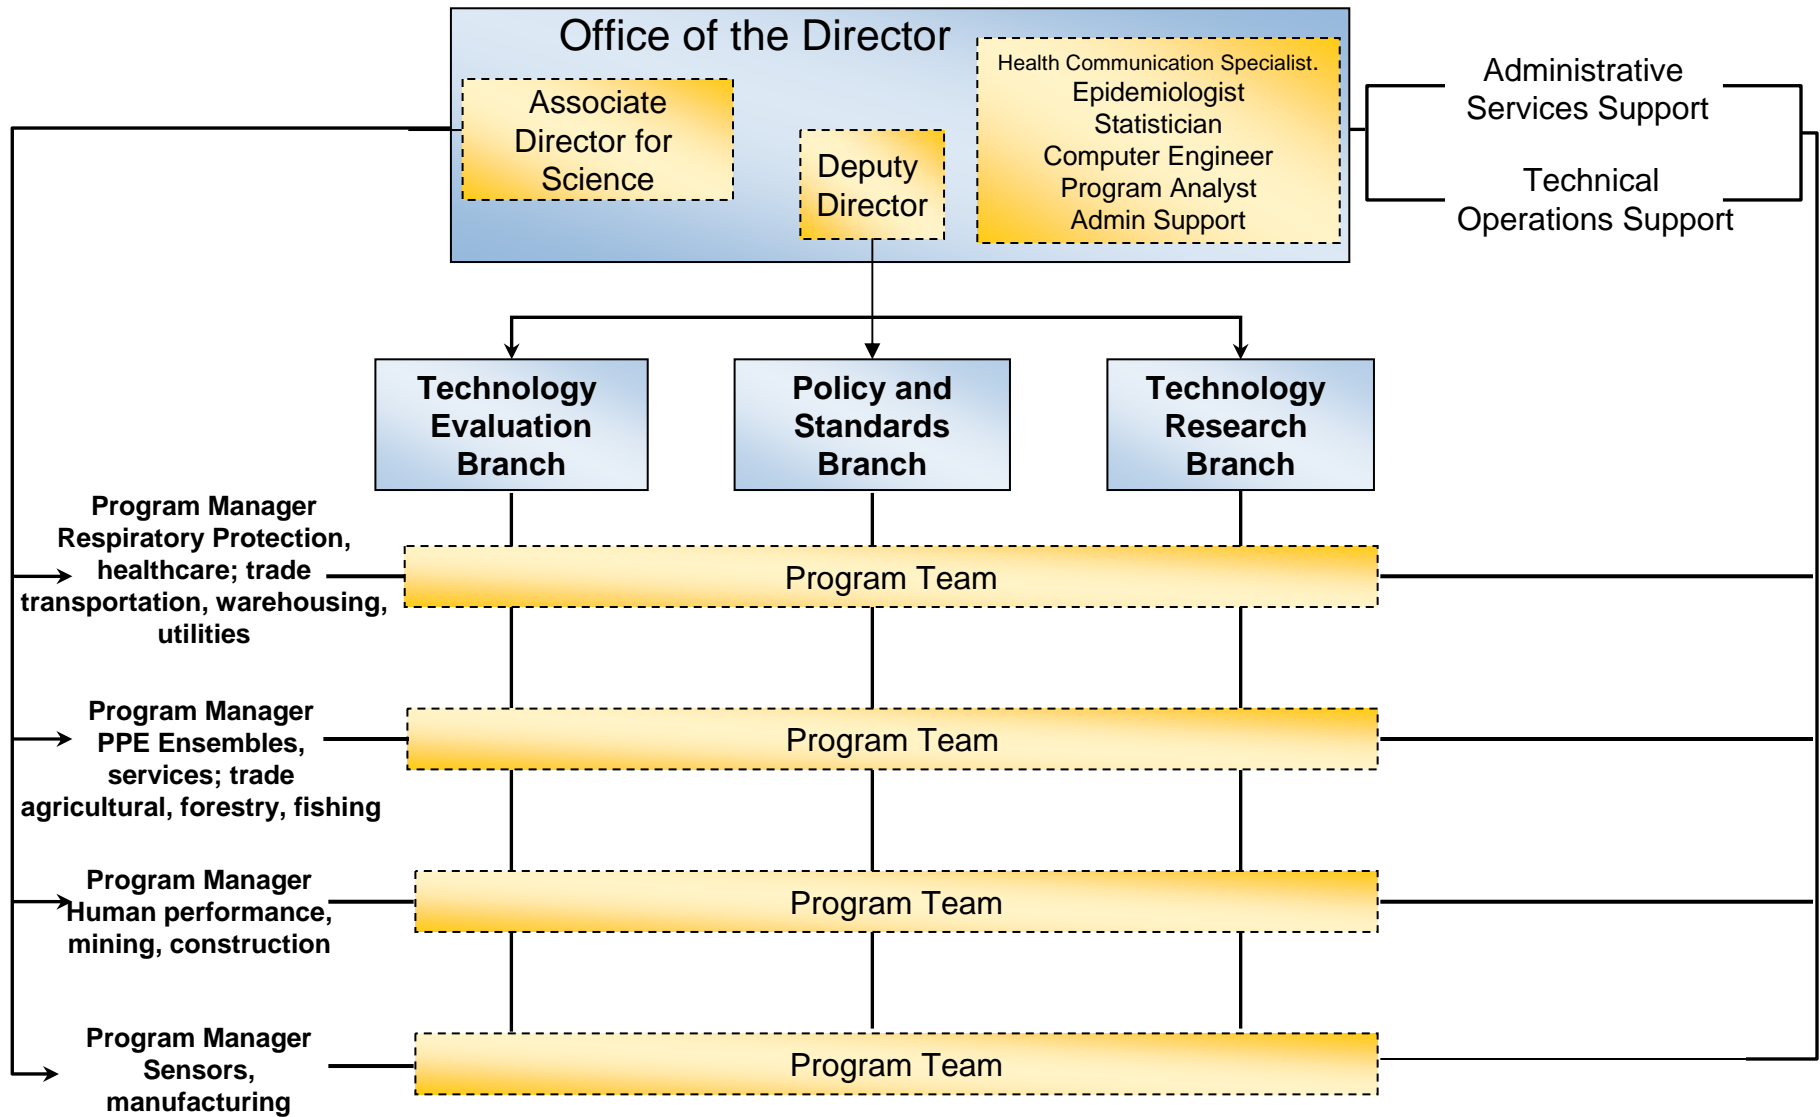 Office of the Director
Associate
Director for
Science
Deputy
Director
Health Communication Specialist.
Epidemiologist
Statistician
Computer Engineer
Program Analyst
Admin Support
Administrative
Services Support
Technical
Operations Support
Technology
Evaluation
Branch
Policy and
Standards
Branch
Technology
Research
Branch
Program Manager
Respiratory Protection,
healthcare; trade
transportation, warehousing,
utilities
Program Team
Program Manager
PPE Ensembles,
services; trade
agricultural, forestry, fishing
Program Team
Program Manager
Human performance,
mining, construction
Program Team
Program Manager
Sensors,
manufacturing
Program Team